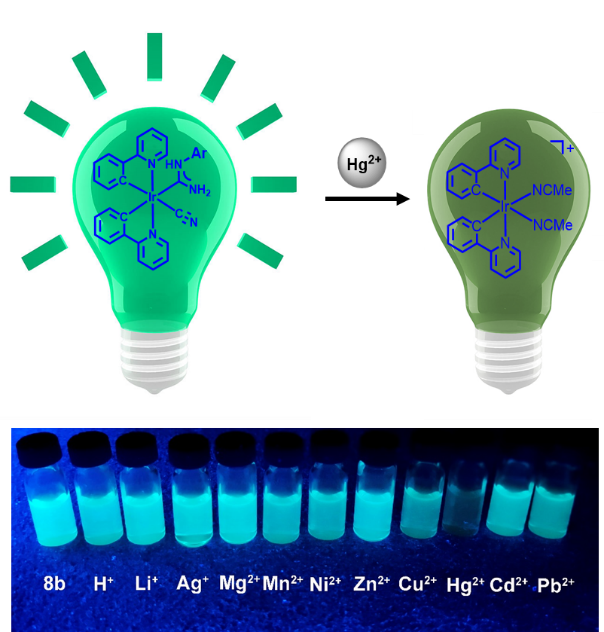 N
HN
Ar
C
Ir
NH₂
C
N
C
N
Hg²⁺
⁺
N
C
NCMe
Ir
NCMe
C
N
8b H⁺ Li⁺ Ag⁺ Mg²⁺ Mn²⁺ Ni²⁺ Zn²⁺ Cu²⁺ Hg²⁺ Cd²⁺ Pb²⁺